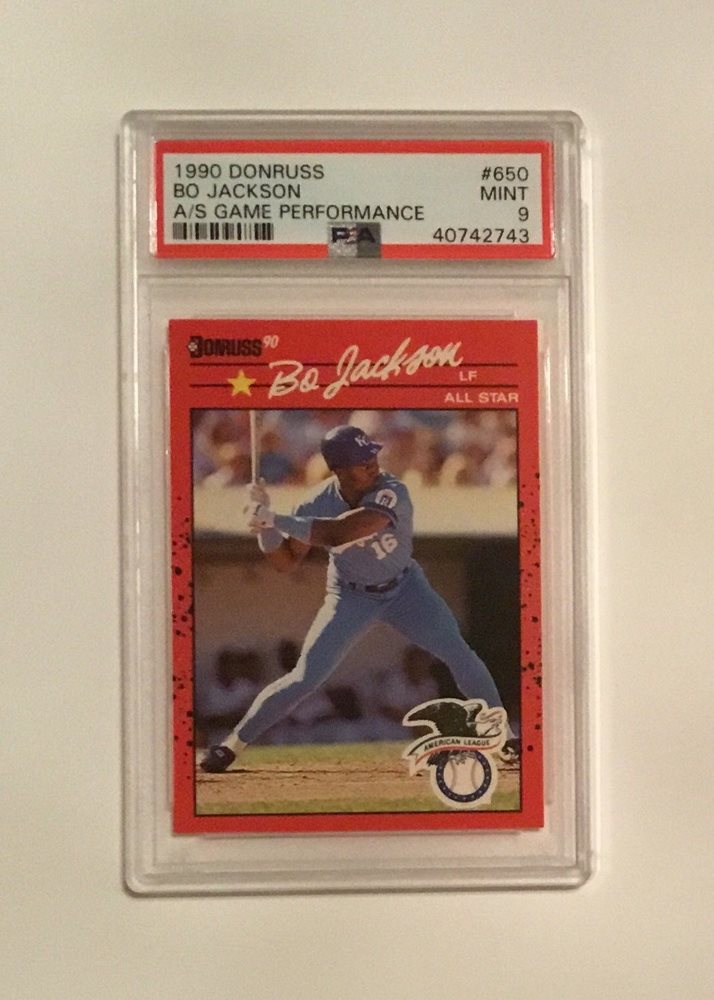 1990 DONRUSS #650
BO JACKSON MINT
A/S GAME PERFORMANCE 9
PSA 40742743
DONRUSS 90
Bo Jackson
LF
ALL STAR
KC
16
AMERICAN LEAGUE